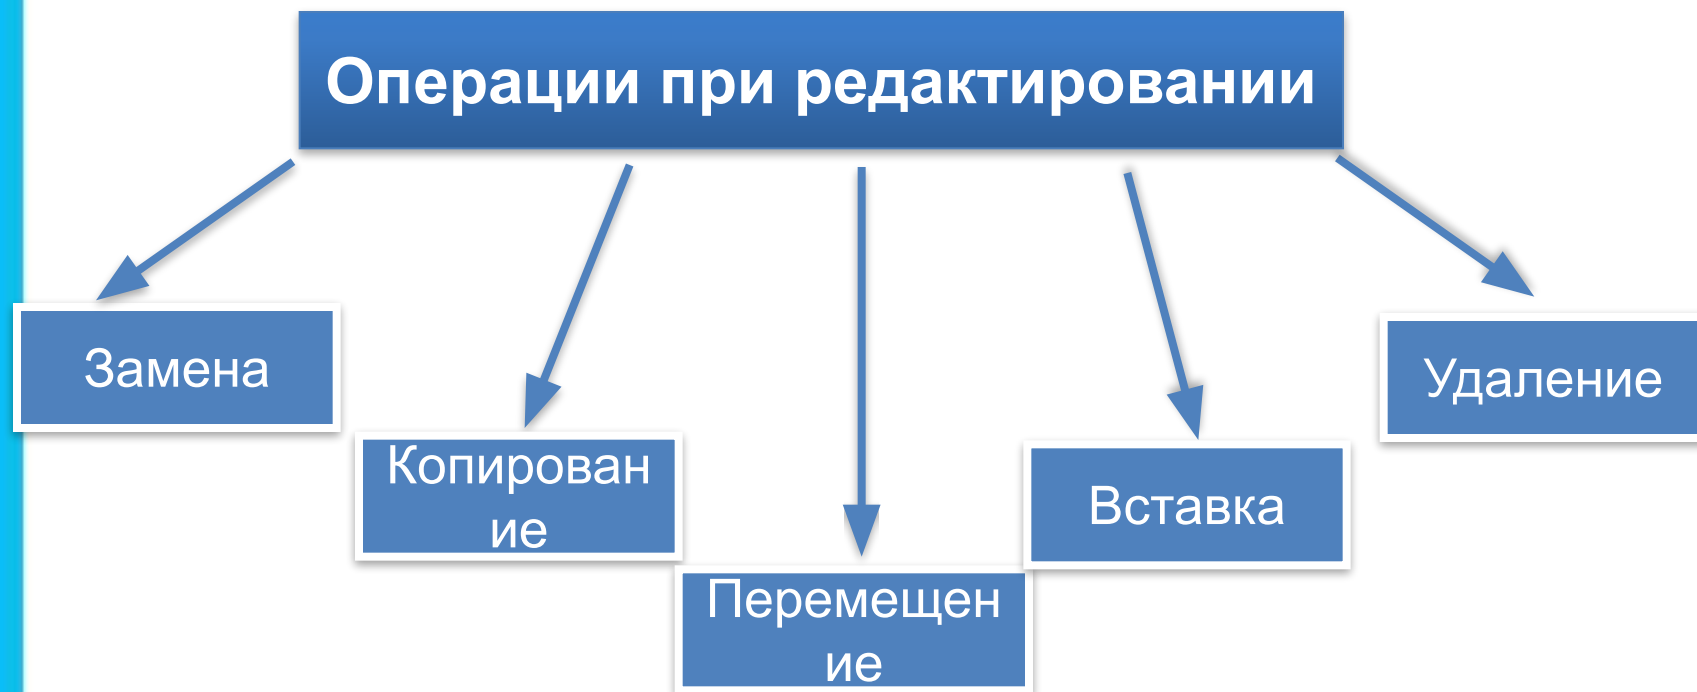 Операции при редактировании
Замена
Копирован
ие
Перемещен
ие
Вставка
Удаление